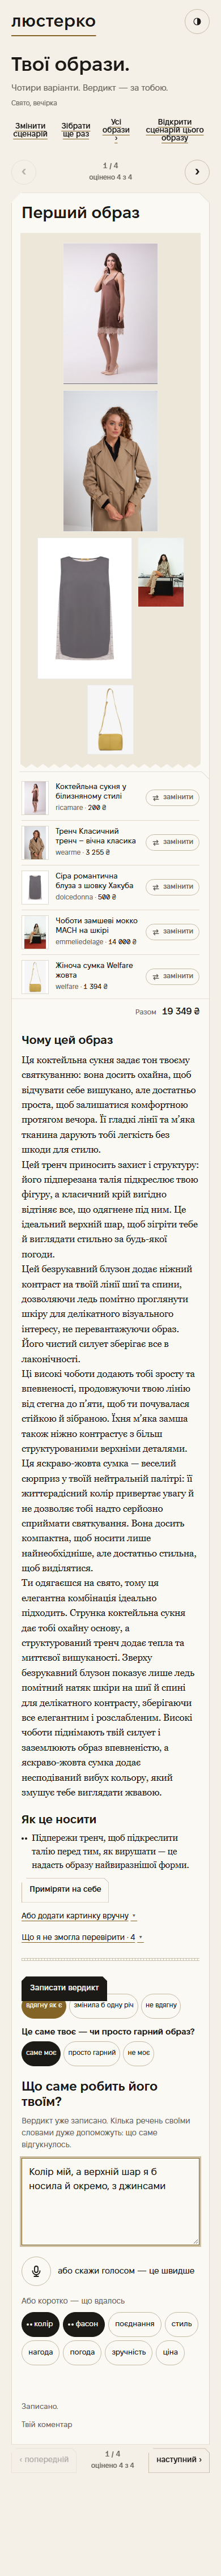 люстерко
Твої образи.
Чотири варіанти. Вердикт — за тобою.
Свято, вечірка
Змінити
сценарій
Зібрати
ще раз
Усі
образи
›
Відкрити
сценарій цього
образу
‹
1 / 4
оцінено 4 з 4
›
Перший образ
Коктейльна сукня у
білизняному стилі
ricamare · 200 ₴
замінити
Тренч Класичний
тренч — вічна класика
wearme · 3 255 ₴
замінити
Сіра романтична
блуза з шовку Хакуба
dolcedonna · 500 ₴
замінити
Чоботи замшеві мокко
MACH на шкірі
emmeliedelage · 14 000 ₴
замінити
Жіноча сумка Welfare
жовта
welfare · 1 394 ₴
замінити
Разом 19 349 ₴
Чому цей образ
Ця коктейльна сукня задає тон твоєму
святкуванню: вона досить охайна, щоб
відчувати себе вишукано, але достатньо
проста, щоб залишатися комфортною
протягом вечора. Її гладкі лінії та м’яка
тканина дарують тобі легкість без
шкоди для стилю.
Цей тренч приносить захист і структуру:
його підперезана талія підкреслює твою
фігуру, а класичний крій вигідно
відтіняє все, що одягнене під ним. Це
ідеальний верхній шар, щоб зігріти тебе
й виглядати стильно за будь-якої
погоди.
Цей безрукавний блузон додає ніжний
контраст на твоїй лінії шиї та спини,
дозволяючи ледь помітно проглянути
шкіру для делікатного візуального
інтересу, не перевантажуючи образ.
Його чистий силует зберігає все в
лаконічності.
Ці високі чоботи додають тобі зросту та
впевненості, продовжуючи твою лінію
від стегна до п’яти, щоб ти почувалася
стійкою й зібраною. Їхня м’яка замша
також ніжно контрастує з більш
структурованими верхніми деталями.
Ця яскраво-жовта сумка — веселий
сюрприз у твоїй нейтральній палітрі: її
життєрадісний колір привертає увагу й
не дозволяє тобі надто серйозно
сприймати святкування. Вона досить
компактна, щоб носити лише
найнеобхідніше, але достатньо стильна,
щоб виділятися.
Ти одягаєшся на свято, тому ця
елегантна комбінація ідеально
підходить. Струнка коктейльна сукня
дає тобі охайну основу, а
структурований тренч додає тепла та
миттєвої вишуканості. Зверху
безрукавний блузон показує лише ледь
помітний натяк шкіри на шиї й спині
для делікатного контрасту, зберігаючи
все елегантним і розслабленим. Високі
чоботи піднімають твій силует і
заземлюють образ впевненістю, а
яскраво-жовта сумка додає
несподіваний вибух кольору, який
змушує тебе виглядати жвавою.
Як це носити
•• Підпережи тренч, щоб підкреслити
талію перед тим, як вирушати — це
надасть образу найвиразнішої форми.
Приміряти на себе
Або додати картинку вручну
Що я не змогла перевірити · 4
Записати вердикт
вдягну як є
змінила б одну річ
не вдягну
Це саме твоє — чи просто гарний образ?
саме моє
просто гарний
не моє
Що саме робить його
твоїм?
Вердикт уже записано. Кілька речень своїми
словами дуже допоможуть: що саме
відгукнулось.
Колір мій, а верхній шар я б
носила й окремо, з джинсами
або скажи голосом — це швидше
Або коротко — що вдалось
•• колір
•• фасон
поєднання
стиль
нагода
погода
зручність
ціна
Записано.
Твій коментар
‹ попередній
1 / 4
оцінено 4 з 4
наступний ›